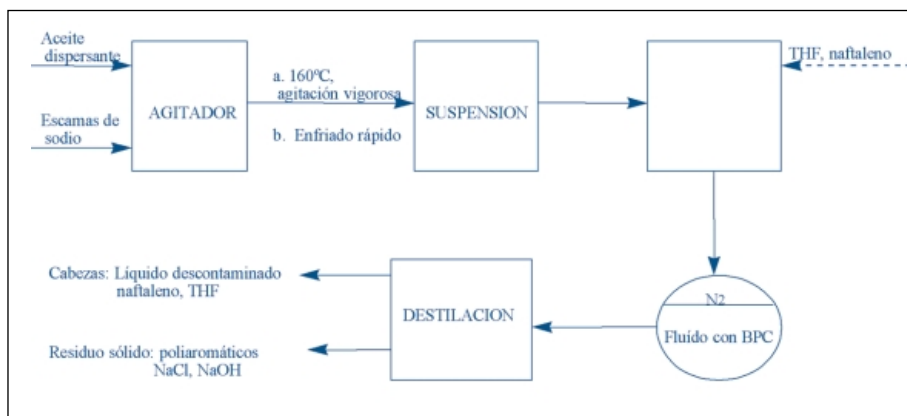 Aceite
dispersante
THF, naftaleno
a. 160ºC,
agitación vigorosa
AGITADOR
SUSPENSION
Escamas de
sodio
b. Enfriado rápido
Cabezas: Líquido descontaminado
naftaleno, THF
N2
DESTILACION
Fluído con BPC
Residuo sólido: poliaromáticos
NaCl, NaOH